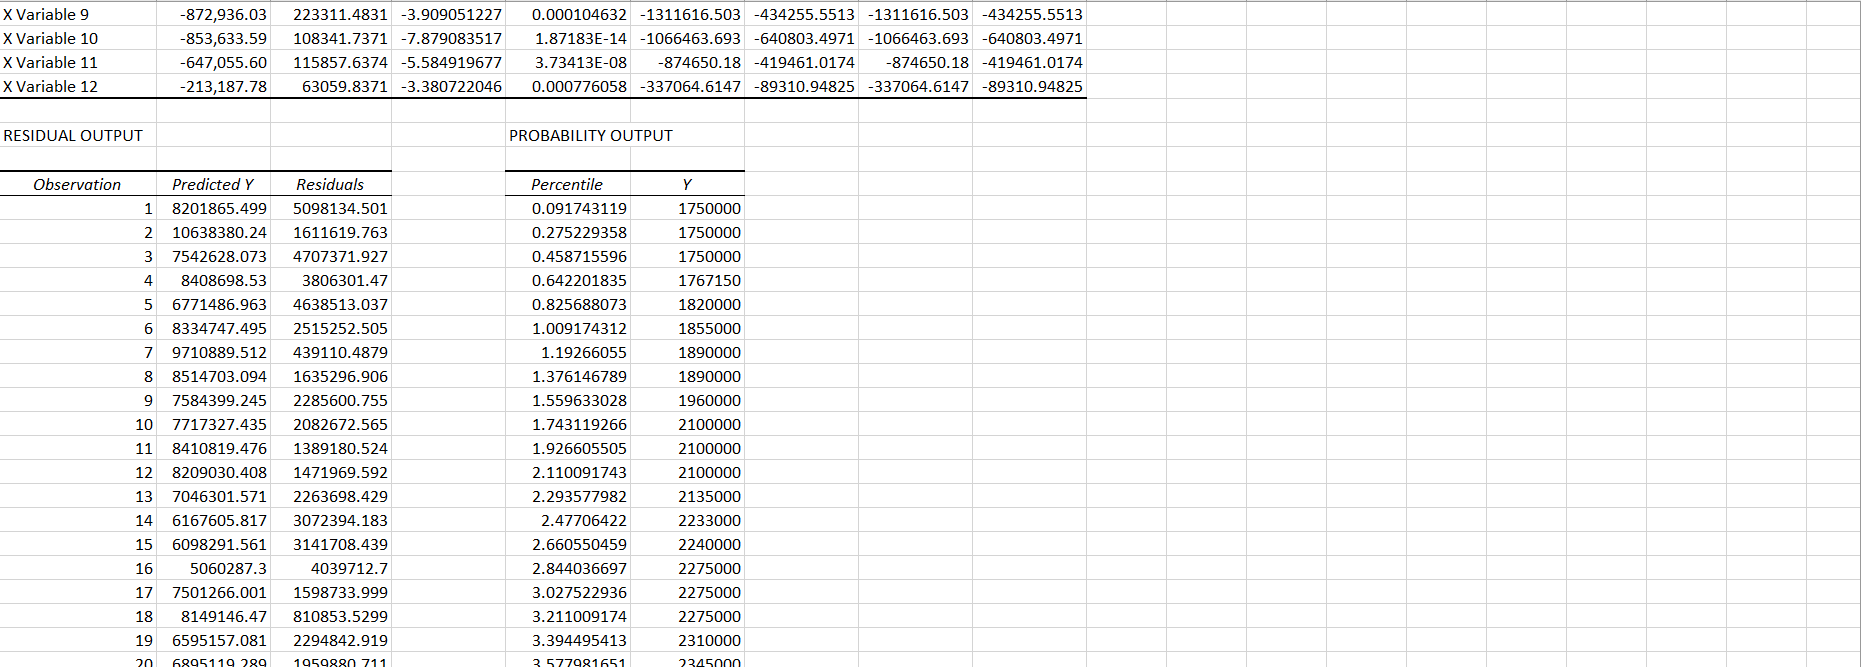 X Variable 9 -872,936.03 223311.4831 -3.909051227 0.000104632 -1311616.503 -434255.5513 -1311616.503 -434255.5513
X Variable 10 -853,633.59 108341.7371 -7.879083517 1.87183E-14 -1066463.693 -640803.4971 -1066463.693 -640803.4971
X Variable 11 -647,055.60 115857.6374 -5.584919677 3.73413E-08 -874650.18 -419461.0174 -874650.18 -419461.0174
X Variable 12 -213,187.78 63059.8371 -3.380722046 0.000776058 -337064.6147 -89310.94825 -337064.6147 -89310.94825
RESIDUAL OUTPUT PROBABILITY OUTPUT
Observation Predicted Y Residuals Percentile Y
1 8201865.499 5098134.501 0.091743119 1750000
2 10638380.24 1611619.763 0.275229358 1750000
3 7542628.073 4707371.927 0.458715596 1750000
4 8408698.53 3806301.47 0.642201835 1767150
5 6771486.963 4638513.037 0.825688073 1820000
6 8334747.495 2515252.505 1.009174312 1855000
7 9710889.512 439110.4879 1.19266055 1890000
8 8514703.094 1635296.906 1.376146789 1890000
9 7584399.245 2285600.755 1.559633028 1960000
10 7717327.435 2082672.565 1.743119266 2100000
11 8410819.476 1389180.524 1.926605505 2100000
12 8209030.408 1471969.592 2.110091743 2100000
13 7046301.571 2263698.429 2.293577982 2135000
14 6167605.817 3072394.183 2.47706422 2233000
15 6098291.561 3141708.439 2.660550459 2240000
16 5060287.3 4039712.7 2.844036697 2275000
17 7501266.001 1598733.999 3.027522936 2275000
18 8149146.47 810853.5299 3.211009174 2275000
19 6595157.081 2294842.919 3.394495413 2310000
20 6895119.289 1959880.711 3.577981651 2345000